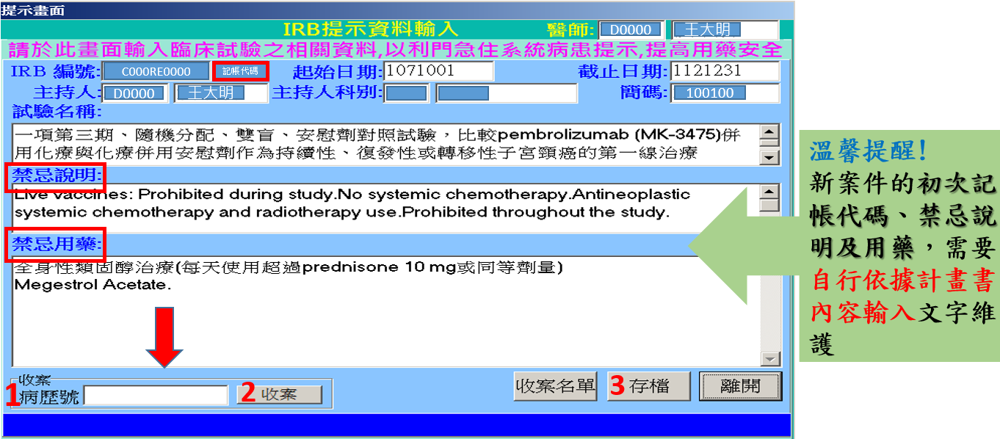 提示畫面
IRB提示資料輸入 醫師: D0000 王大明
請於此畫面輸入臨床試驗之相關資料,以利門急住系統病患提示,提高用藥安全
IRB 編號: C000RE0000 記帳代碼 起始日期: 1071001 截止日期: 1121231
主持人: D0000 王大明 主持人科別: 簡碼: 100100
試驗名稱:
一項第三期、隨機分配、雙盲、安慰劑對照試驗，比較pembrolizumab (MK-3475)併
用化療與化療併用安慰劑作為持續性、復發性或轉移性子宮頸癌的第一線治療
禁忌說明:
Live vaccines: Prohibited during study.No systemic chemotherapy.Antineoplastic
systemic chemotherapy and radiotherapy use.Prohibited throughout the study.
禁忌用藥:
全身性類固醇治療(每天使用超過prednisone 10 mg或同等劑量)
Megestrol Acetate.
收案
1 病歷號 2 收案 收案名單 3 存檔 離開
溫馨提醒!
新案件的初次記
帳代碼、禁忌說
明及用藥，需要
自行依據計畫書
內容輸入文字維
護